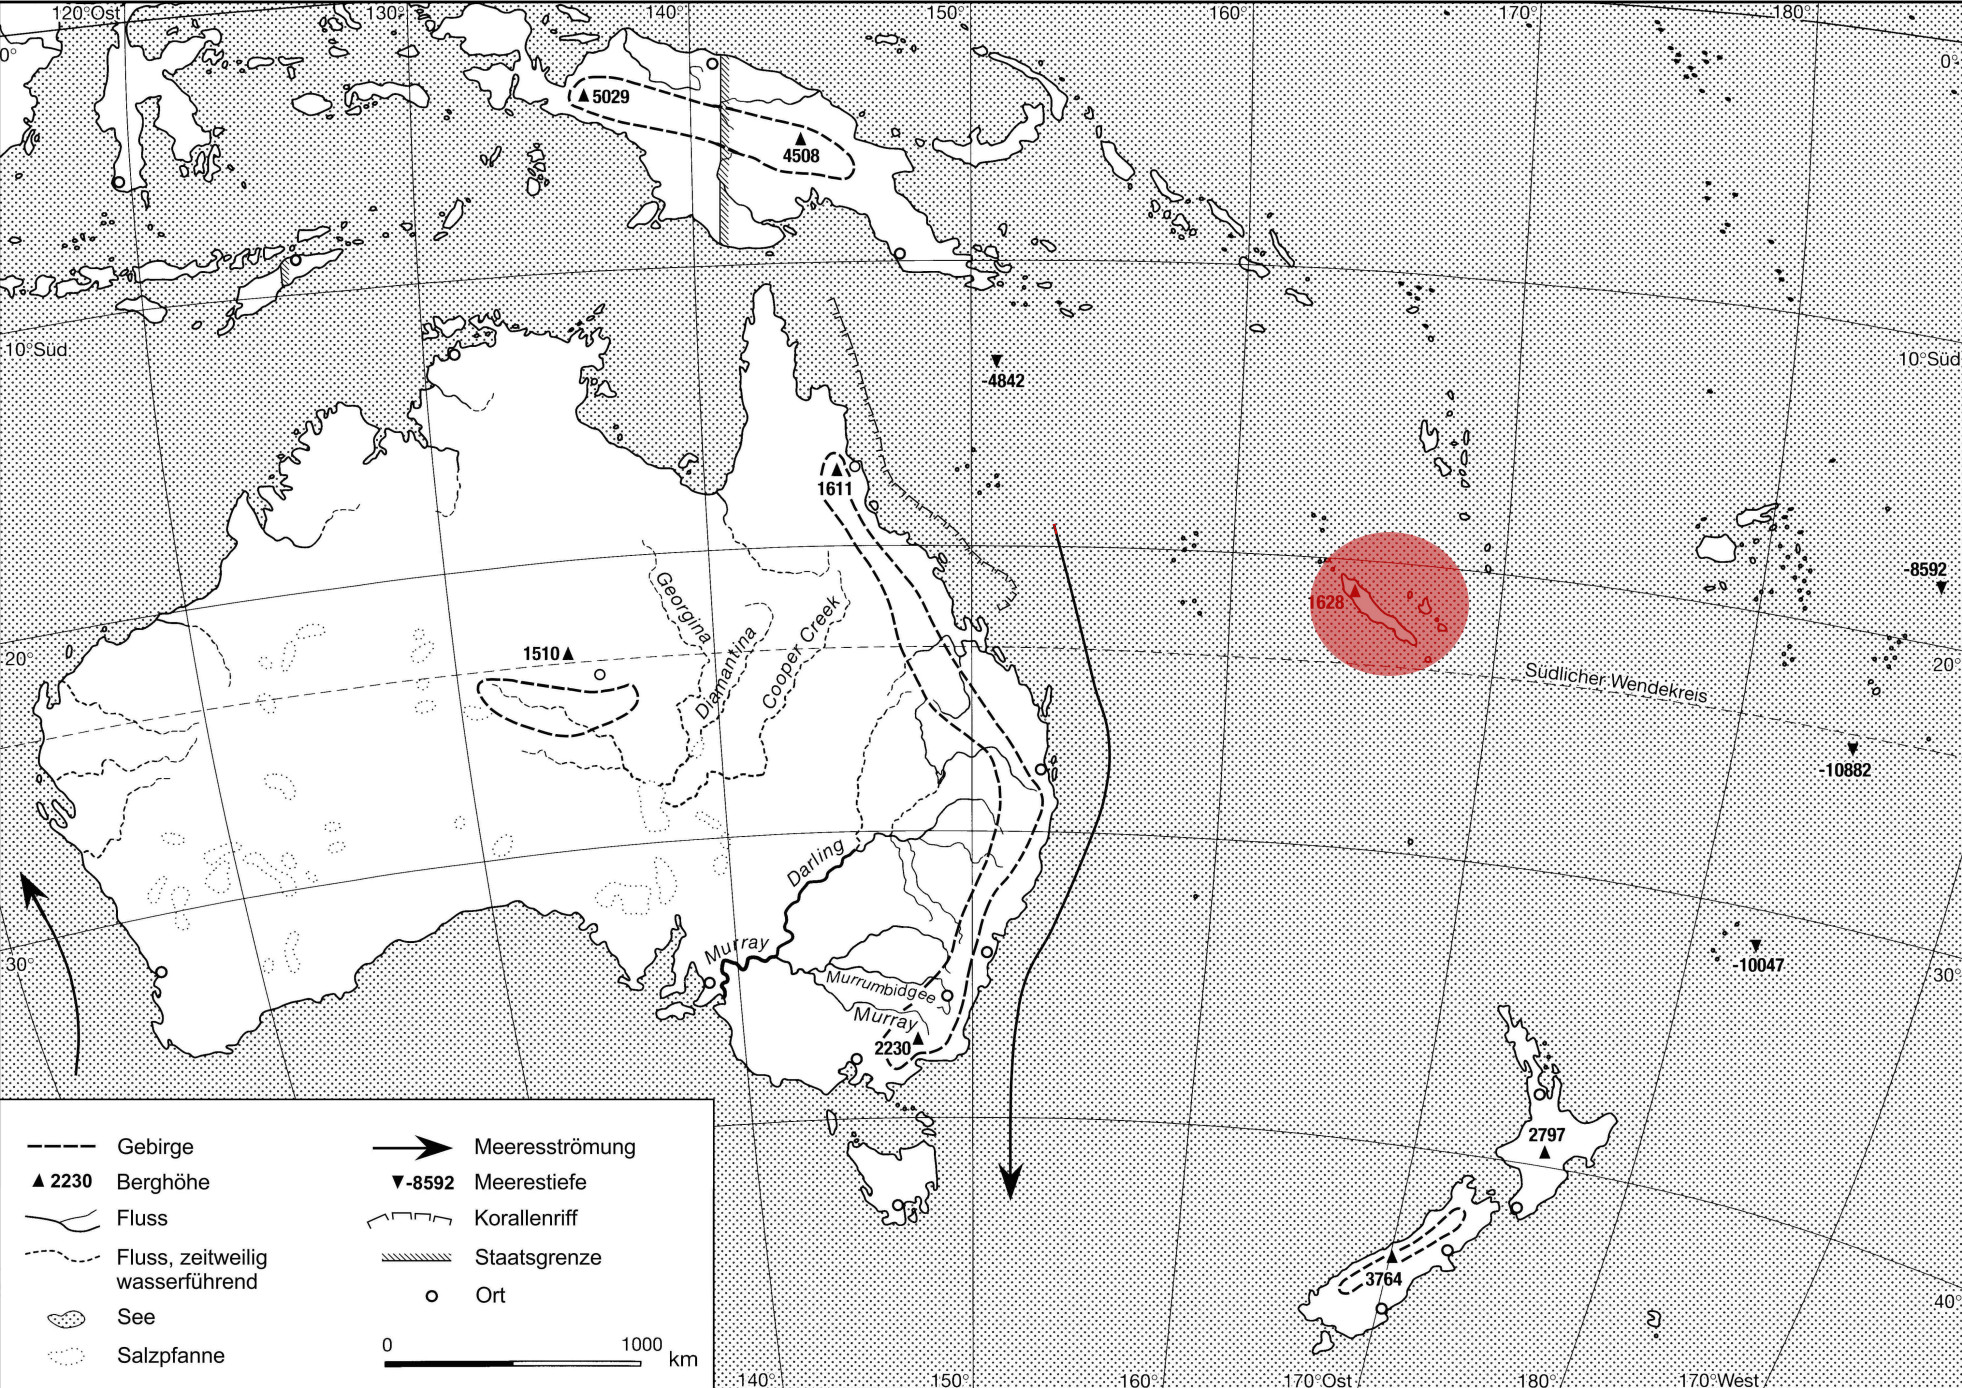 120°Ost
130°
140°
150°
160°
170°
180°
0°
0°
5029
4508
10°Süd
-4842
10°Süd
1611
-8592
Georgina
Diamantina
Cooper Creek
1628
1510
20°
20°
Südlicher Wendekreis
-10882
Darling
Murray
30°
-10047
30°
Murrumbidgee
Murray
2230
2797
3764
40°
Gebirge
2230 Berghöhe
Fluss
Fluss, zeitweilig
wasserführend
See
Salzpfanne
Meeresströmung
-8592 Meerestiefe
Korallenriff
Staatsgrenze
Ort
0 1000 km
140°
150°
160°
170°Ost
180°
170°West